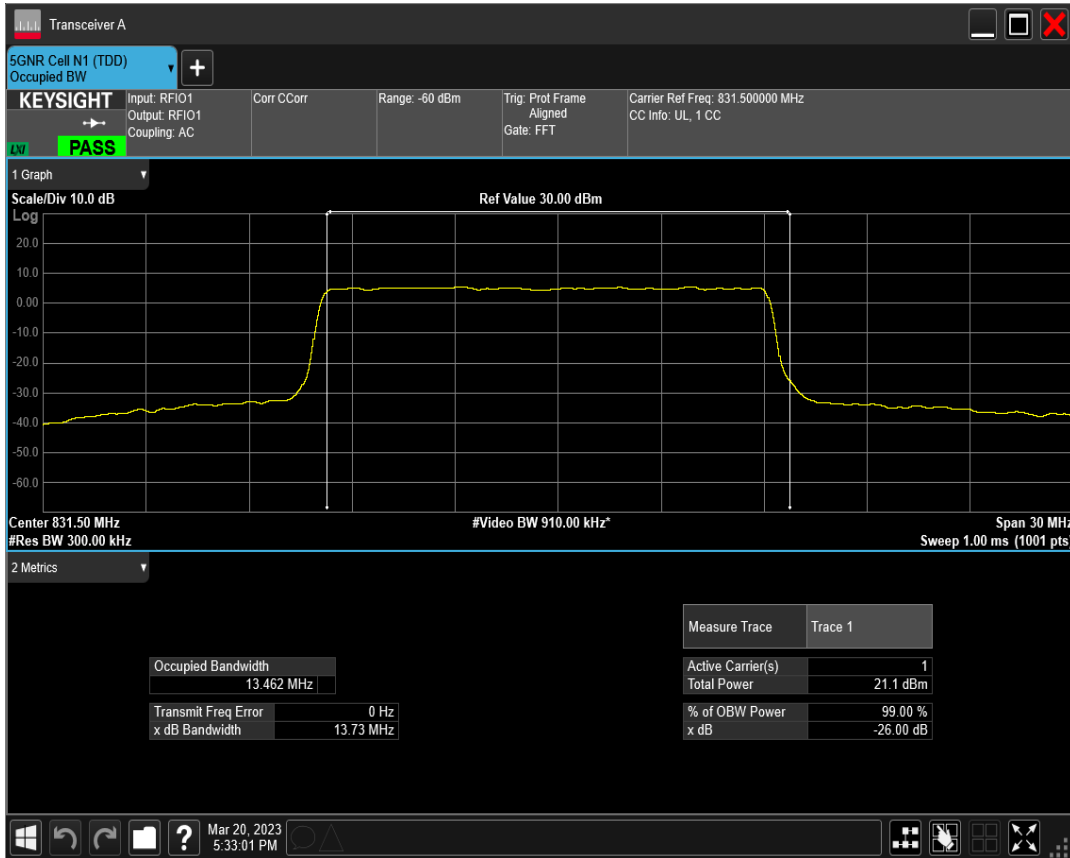 Transceiver A
5GNR Cell N1 (TDD)
Occupied BW
+
KEYSIGHT
LXI
PASS
Input: RFIO1
Output: RFIO1
Coupling: AC
Corr CCorr
Range: -60 dBm
Trig: Prot Frame
Aligned
Gate: FFT
Carrier Ref Freq: 831.500000 MHz
CC Info: UL, 1 CC
1 Graph
Scale/Div 10.0 dB
Ref Value 30.00 dBm
Log
20.0
10.0
0.00
-10.0
-20.0
-30.0
-40.0
-50.0
-60.0
Center 831.50 MHz
#Video BW 910.00 kHz*
Span 30 MHz
#Res BW 300.00 kHz
Sweep 1.00 ms (1001 pts)
2 Metrics
Measure Trace Trace 1
Occupied Bandwidth
13.462 MHz
Active Carrier(s) 1
Total Power 21.1 dBm
Transmit Freq Error 0 Hz
x dB Bandwidth 13.73 MHz
% of OBW Power 99.00 %
x dB -26.00 dB
?
Mar 20, 2023
5:33:01 PM